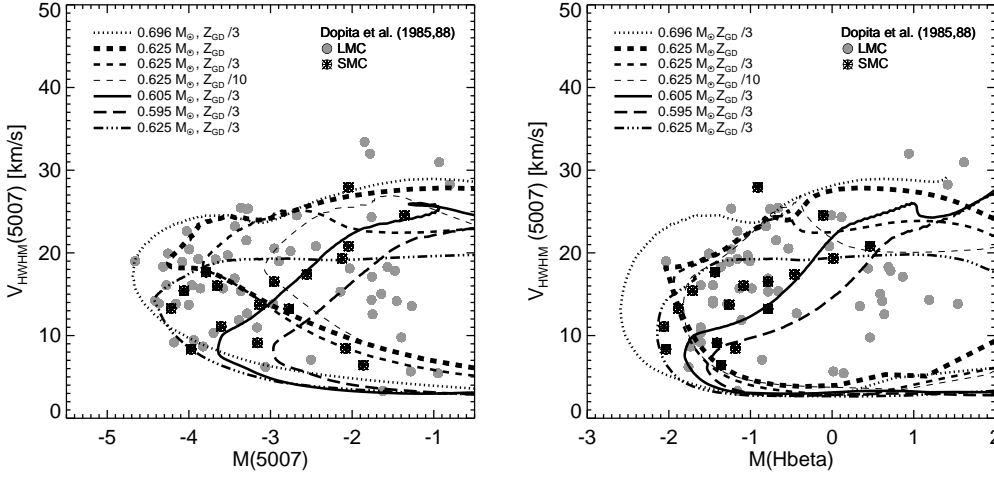 50
40
30
20
10
0
V_HWHM(5007) [km/s]
0.696 M☉, Z_GD /3
0.625 M☉, Z_GD
0.625 M☉, Z_GD /3
0.625 M☉, Z_GD /10
0.605 M☉, Z_GD /3
0.595 M☉, Z_GD /3
0.625 M☉, Z_GD /3
Dopita et al. (1985,88)
LMC
SMC
-5 -4 -3 -2 -1
M(5007)
50
40
30
20
10
0
V_HWHM(5007) [km/s]
0.696 M☉ Z_GD /3
0.625 M☉ Z_GD
0.625 M☉ Z_GD /3
0.625 M☉ Z_GD /10
0.605 M☉ Z_GD /3
0.595 M☉ Z_GD /3
0.625 M☉ Z_GD /3
Dopita et al. (1985,88)
LMC
SMC
-3 -2 -1 0 1 2
M(Hbeta)